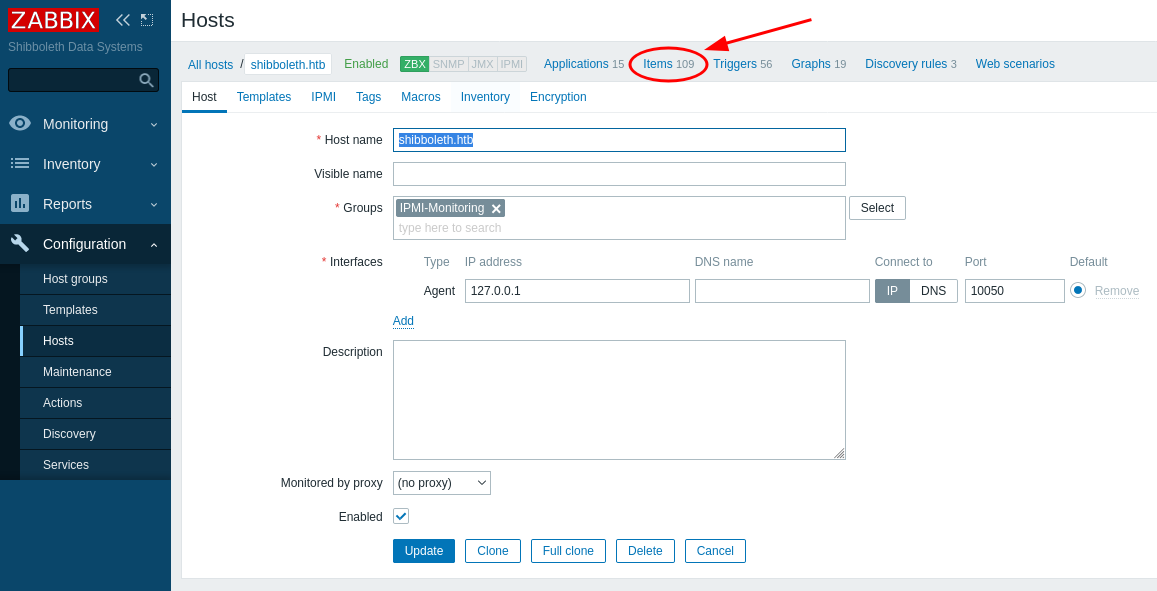 ZABBIX
Shibboleth Data Systems
Monitoring
Inventory
Reports
Configuration
Host groups
Templates
Hosts
Maintenance
Actions
Discovery
Services
Hosts
All hosts / shibboleth.htb Enabled ZBX SNMP JMX IPMI Applications 15 Items 109 Triggers 56 Graphs 19 Discovery rules 3 Web scenarios
Host Templates IPMI Tags Macros Inventory Encryption
* Host name shibboleth.htb
Visible name
* Groups IPMI-Monitoring Select
type here to search
* Interfaces Type IP address DNS name Connect to Port Default
Agent 127.0.0.1 IP DNS 10050 Remove
Add
Description
Monitored by proxy (no proxy)
Enabled
Update Clone Full clone Delete Cancel